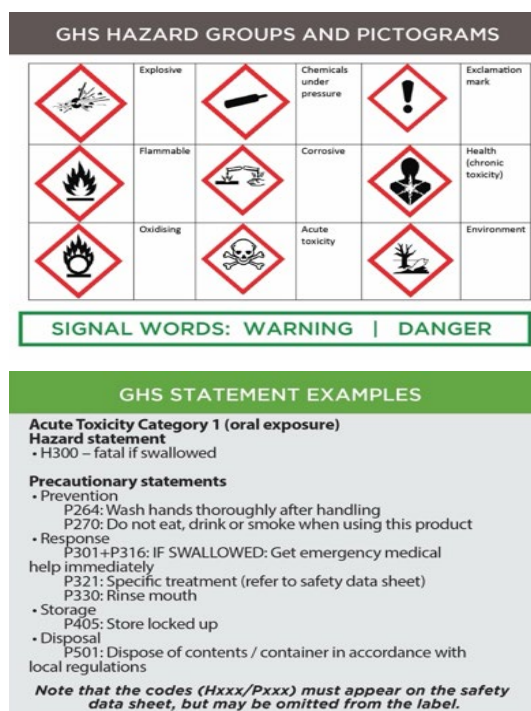 GHS HAZARD GROUPS AND PICTOGRAMS
Explosive
Chemicals
under
pressure
Exclamation
mark
Flammable
Corrosive
Health
(chronic
toxicity)
Oxidising
Acute
toxicity
Environment
SIGNAL WORDS: WARNING | DANGER
GHS STATEMENT EXAMPLES
Acute Toxicity Category 1 (oral exposure)
Hazard statement
• H300 – fatal if swallowed
Precautionary statements
• Prevention
P264: Wash hands thoroughly after handling
P270: Do not eat, drink or smoke when using this product
• Response
P301+P316: IF SWALLOWED: Get emergency medical
help immediately
P321: Specific treatment (refer to safety data sheet)
P330: Rinse mouth
• Storage
P405: Store locked up
• Disposal
P501: Dispose of contents / container in accordance with
local regulations
Note that the codes (Hxxx/Pxxx) must appear on the safety
data sheet, but may be omitted from the label.